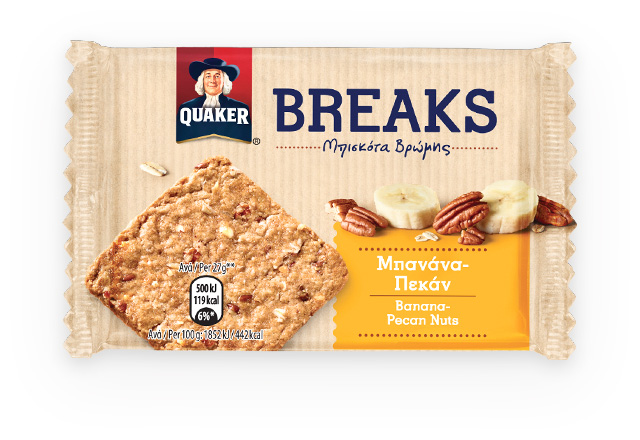 QUAKER
®
BREAKS
Μπισκότα Βρώμης
Μπανάνα-
Πεκάν
Banana-
Pecan Nuts
Ανά / Per 27g**
500 kJ
119 kcal
6%*
Ανά / Per 100g: 1852 kJ / 442 kcal